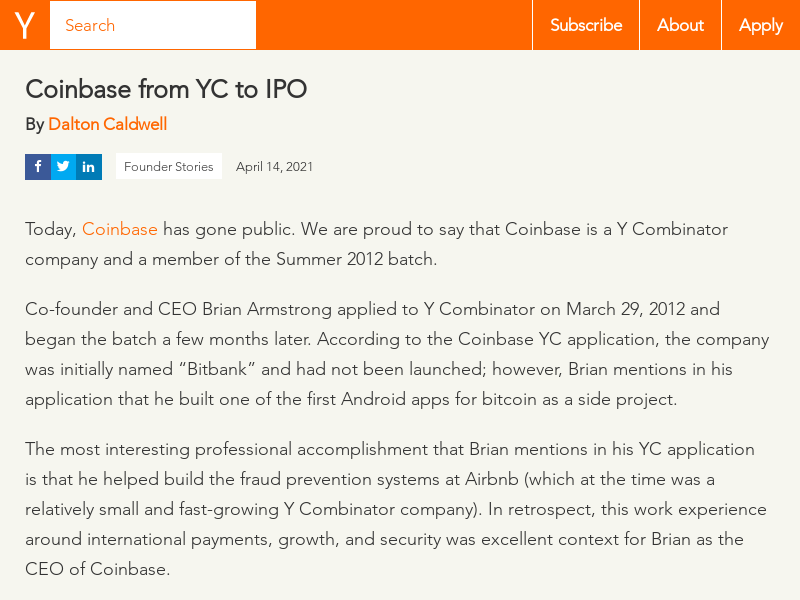 Y Search Subscribe About Apply
Coinbase from YC to IPO
By Dalton Caldwell
f in Founder Stories April 14, 2021
Today, Coinbase has gone public. We are proud to say that Coinbase is a Y Combinator
company and a member of the Summer 2012 batch.
Co-founder and CEO Brian Armstrong applied to Y Combinator on March 29, 2012 and
began the batch a few months later. According to the Coinbase YC application, the company
was initially named “Bitbank” and had not been launched; however, Brian mentions in his
application that he built one of the first Android apps for bitcoin as a side project.
The most interesting professional accomplishment that Brian mentions in his YC application
is that he helped build the fraud prevention systems at Airbnb (which at the time was a
relatively small and fast-growing Y Combinator company). In retrospect, this work experience
around international payments, growth, and security was excellent context for Brian as the
CEO of Coinbase.